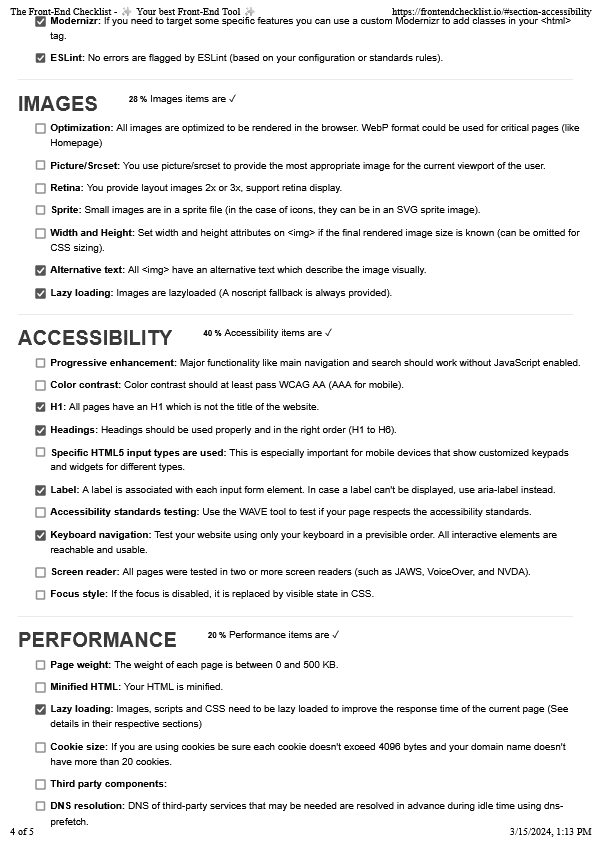 The Front-End Checklist - ✨ Your best Front-End Tool ✨ https://frontendchecklist.io/#section-accessibility
Modernizr: If you need to target some specific features you can use a custom Modernizr to add classes in your <html>
tag.
ESLint: No errors are flagged by ESLint (based on your configuration or standards rules).
IMAGES 28 % Images items are ✓
Optimization: All images are optimized to be rendered in the browser. WebP format could be used for critical pages (like
Homepage)
Picture/Srcset: You use picture/srcset to provide the most appropriate image for the current viewport of the user.
Retina: You provide layout images 2x or 3x, support retina display.
Sprite: Small images are in a sprite file (in the case of icons, they can be in an SVG sprite image).
Width and Height: Set width and height attributes on <img> if the final rendered image size is known (can be omitted for
CSS sizing).
Alternative text: All <img> have an alternative text which describe the image visually.
Lazy loading: Images are lazyloaded (A noscript fallback is always provided).
ACCESSIBILITY 40 % Accessibility items are ✓
Progressive enhancement: Major functionality like main navigation and search should work without JavaScript enabled.
Color contrast: Color contrast should at least pass WCAG AA (AAA for mobile).
H1: All pages have an H1 which is not the title of the website.
Headings: Headings should be used properly and in the right order (H1 to H6).
Specific HTML5 input types are used: This is especially important for mobile devices that show customized keypads
and widgets for different types.
Label: A label is associated with each input form element. In case a label can't be displayed, use aria-label instead.
Accessibility standards testing: Use the WAVE tool to test if your page respects the accessibility standards.
Keyboard navigation: Test your website using only your keyboard in a previsible order. All interactive elements are
reachable and usable.
Screen reader: All pages were tested in two or more screen readers (such as JAWS, VoiceOver, and NVDA).
Focus style: If the focus is disabled, it is replaced by visible state in CSS.
PERFORMANCE 20 % Performance items are ✓
Page weight: The weight of each page is between 0 and 500 KB.
Minified HTML: Your HTML is minified.
Lazy loading: Images, scripts and CSS need to be lazy loaded to improve the response time of the current page (See
details in their respective sections)
Cookie size: If you are using cookies be sure each cookie doesn't exceed 4096 bytes and your domain name doesn't
have more than 20 cookies.
Third party components:
DNS resolution: DNS of third-party services that may be needed are resolved in advance during idle time using dns-
prefetch.
4 of 5 3/15/2024, 1:13 PM